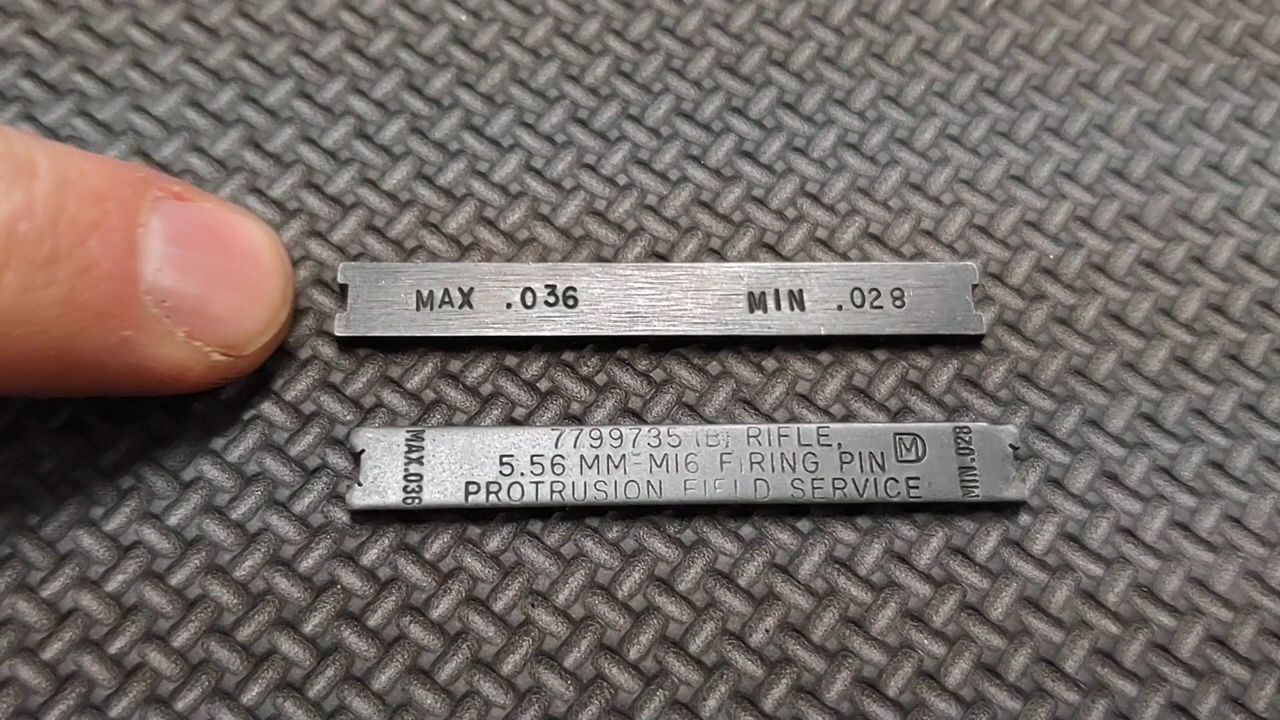 MAX .036 MIN .028
7799735 (B) RIFLE,
5.56 MM-M16 FIRING PIN M
PROTRUSION FIELD SERVICE
MAX.036
MIN.028